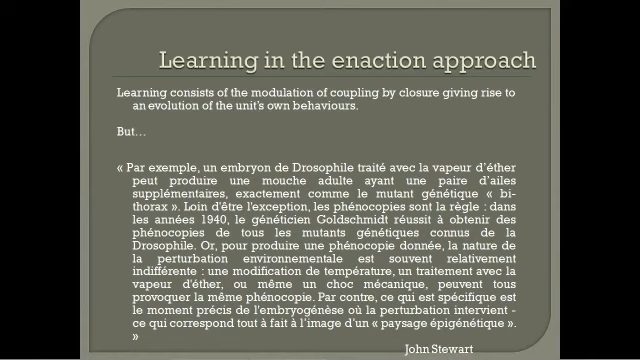 Learning in the enaction approach
Learning consists of the modulation of coupling by closure giving rise to
an evolution of the unit's own behaviours.
But…
« Par exemple, un embryon de Drosophile traité avec la vapeur d'éther
peut produire une mouche adulte ayant une paire d'ailes
supplémentaires, exactement comme le mutant génétique « bi-
thorax ». Loin d'être l'exception, les phénocopies sont la règle : dans
les années 1940, le généticien Goldschmidt réussit à obtenir des
phénocopies de tous les mutants génétiques connus de la
Drosophile. Or, pour produire une phénocopie donnée, la nature de
la perturbation environnementale est souvent relativement
indifférente : une modification de température, un traitement avec la
vapeur d'éther, ou même un choc mécanique, peuvent tous
provoquer la même phénocopie. Par contre, ce qui est spécifique est
le moment précis de l'embryogénèse où la perturbation intervient -
ce qui correspond tout à fait à l'image d'un « paysage épigénétique ».
»
John Stewart